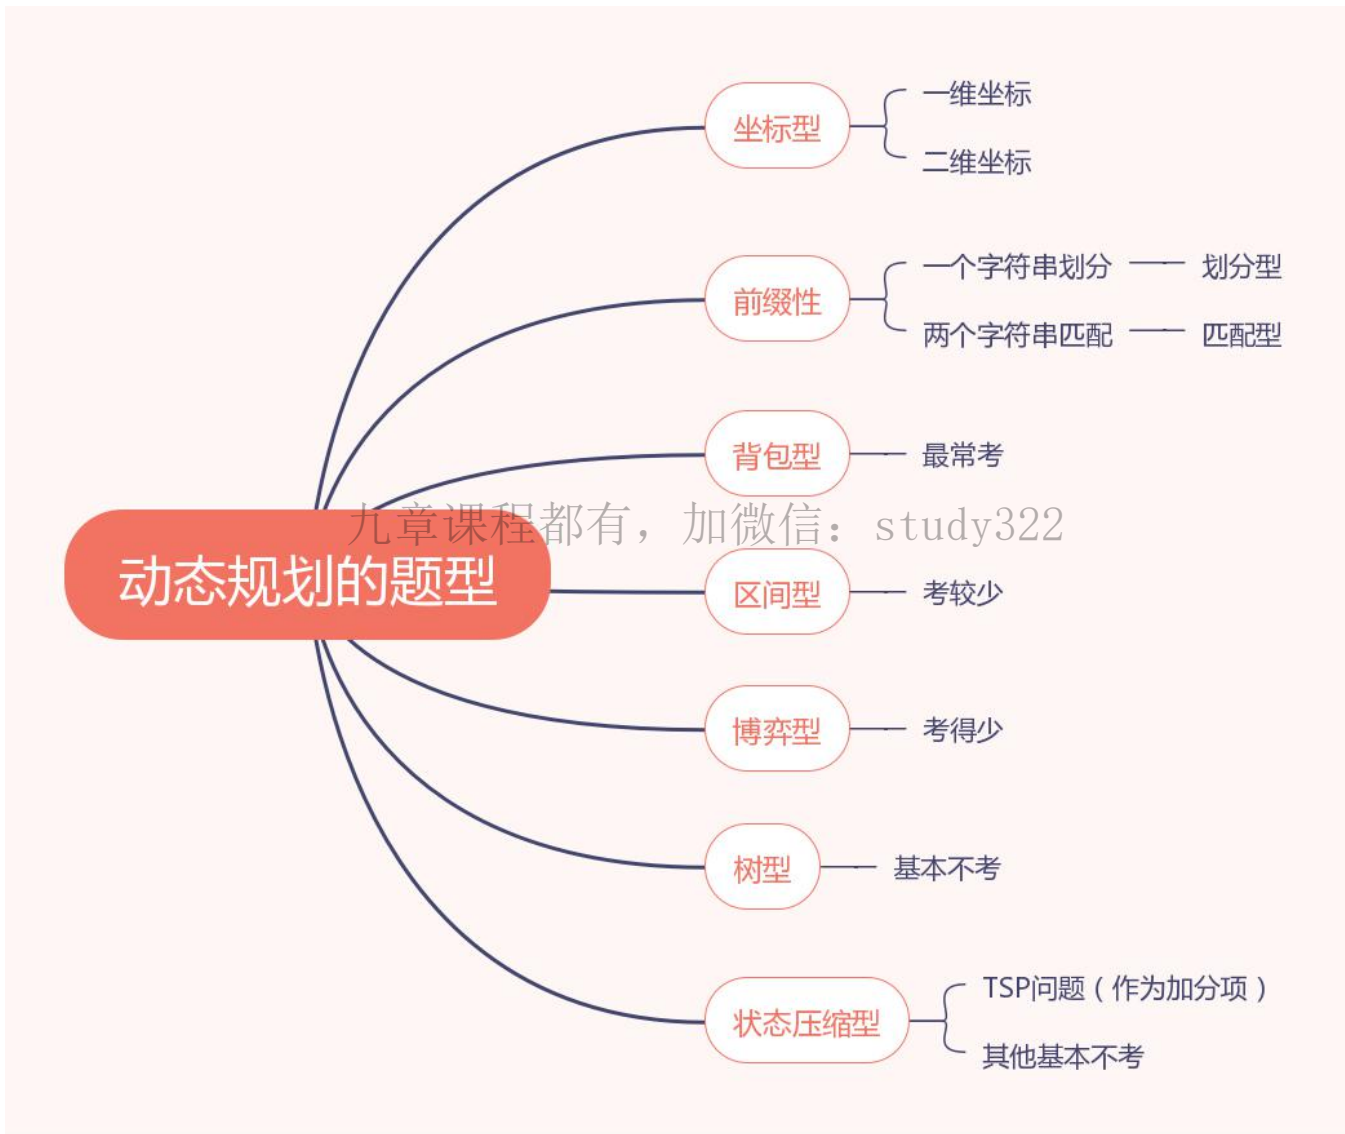 坐标型
一维坐标
二维坐标
前缀性
一个字符串划分
划分型
两个字符串匹配
匹配型
背包型
最常考
九章课程都有，加微信：study322
动态规划的题型
区间型
考较少
博弈型
考得少
树型
基本不考
状态压缩型
TSP问题（作为加分项）
其他基本不考